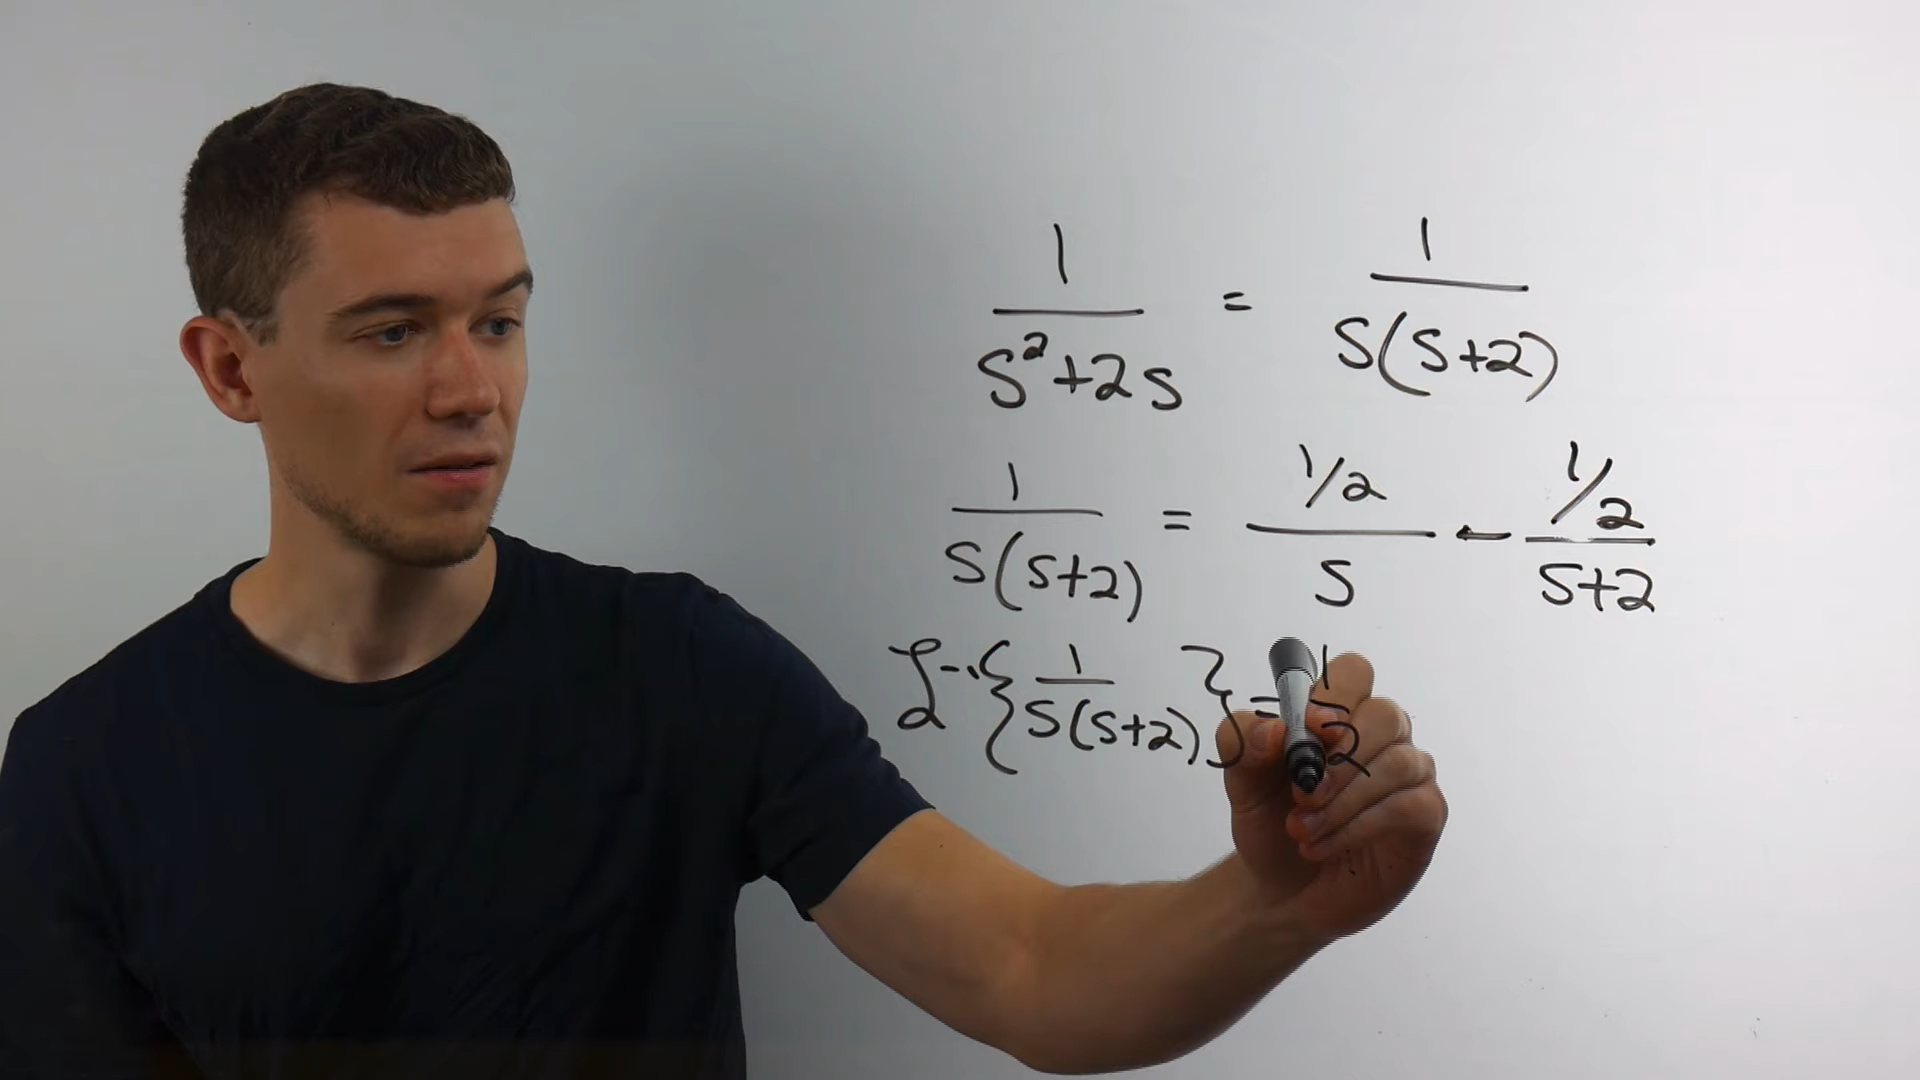 1/(s²+2s) = 1/(s(s+2))
1/(s(s+2)) = (1/2)/s - (1/2)/(s+2)
ℒ⁻¹{1/(s(s+2))} = 1/2